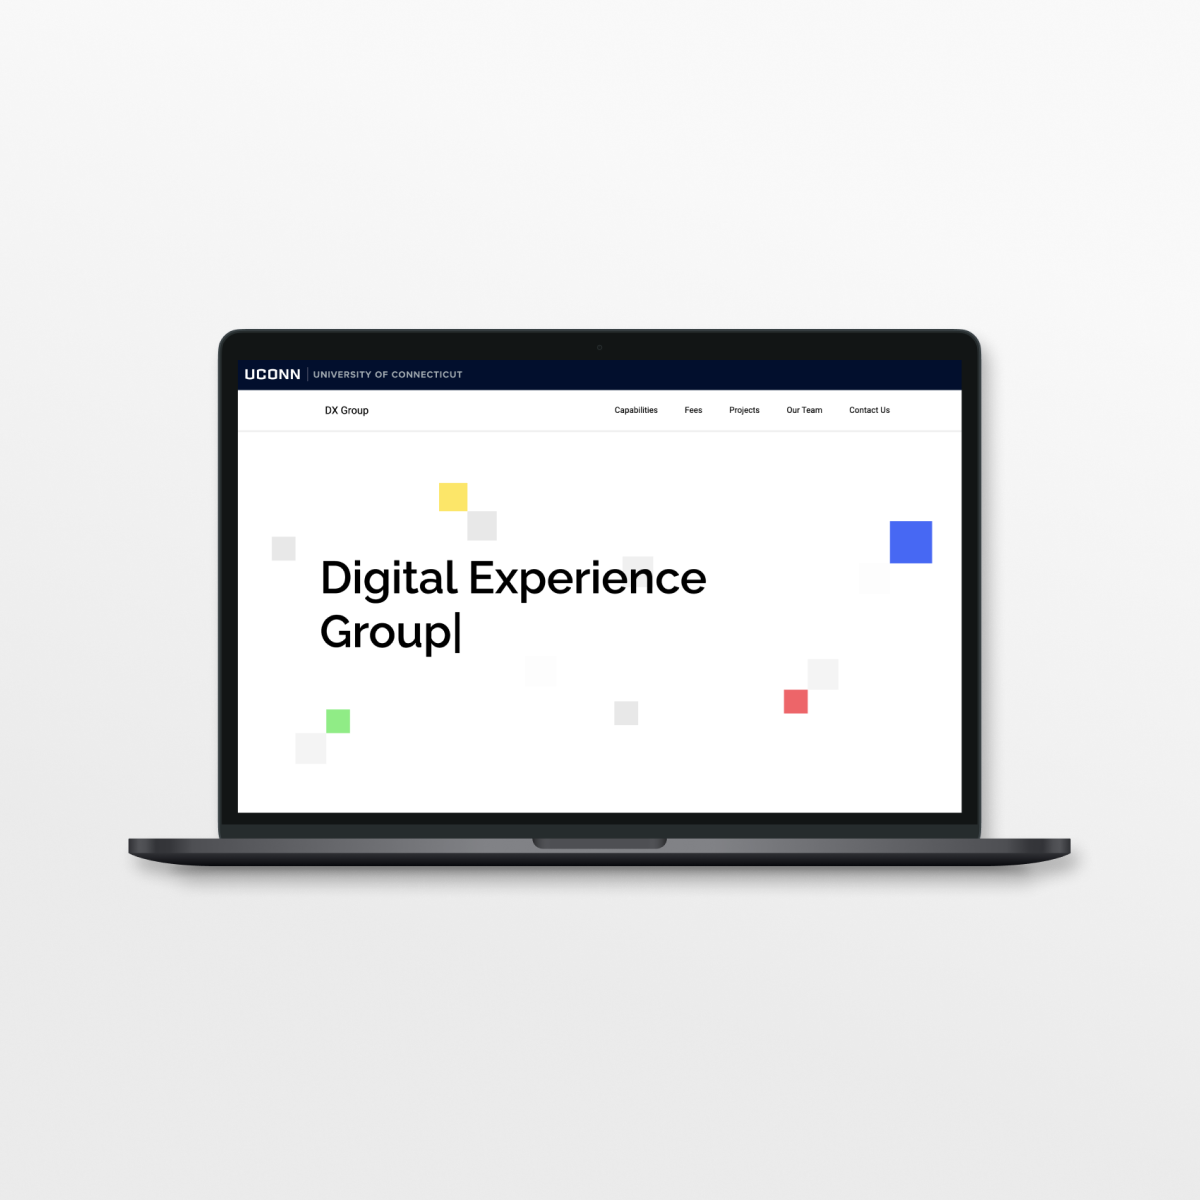 UCONN UNIVERSITY OF CONNECTICUT
DX Group Capabilities Fees Projects Our Team Contact Us
Digital Experience
Group|